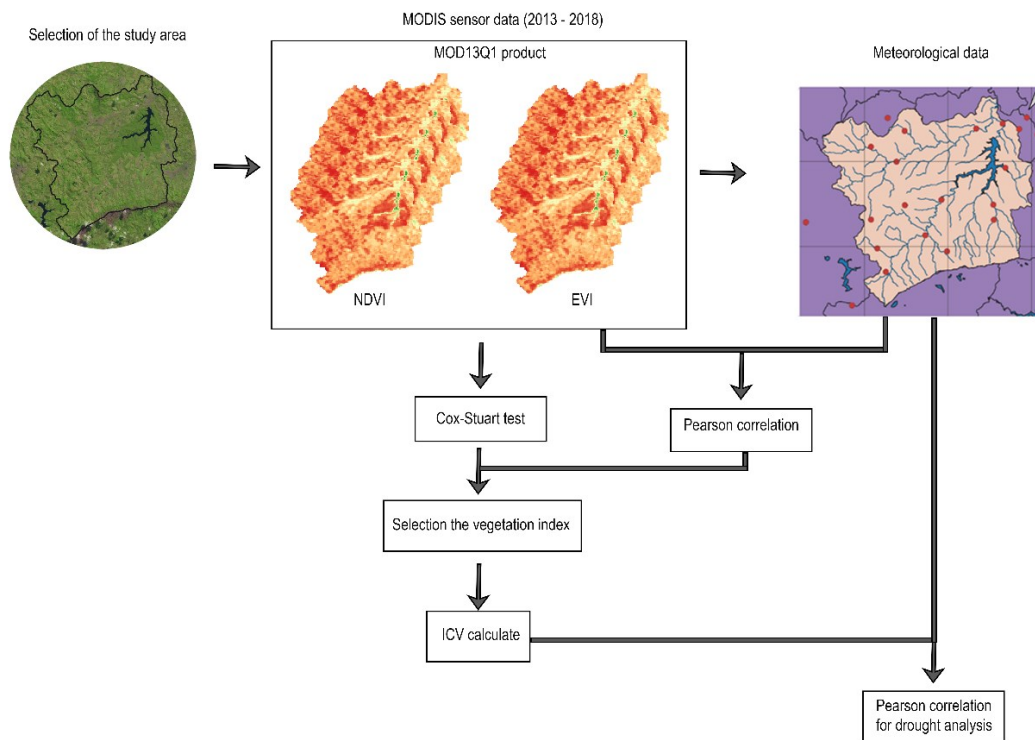 MODIS sensor data (2013 - 2018)
Selection of the study area
MOD13Q1 product
Meteorological data
NDVI
EVI
Cox-Stuart test
Pearson correlation
Selection the vegetation index
ICV calculate
Pearson correlation
for drought analysis